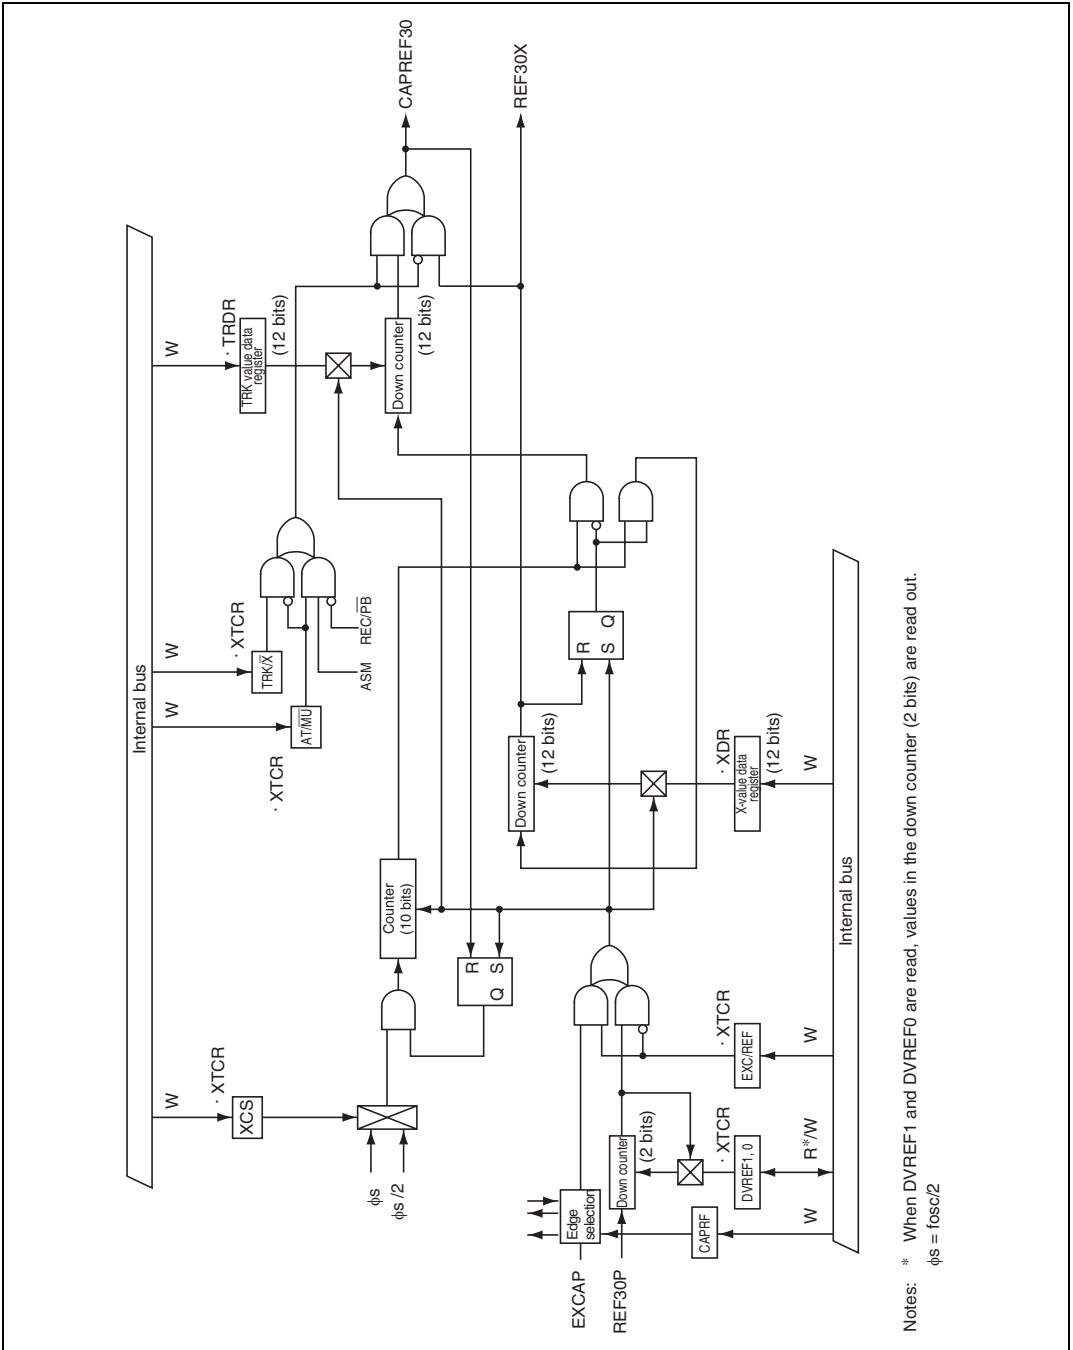 Internal bus
W
W
W
W
· XTCR
XCS
φs
φs /2
· XTCR
AT/M̅U̅
· XTCR
TRK/X̅
ASM
REC/P̅B̅
· TRDR
TRK value data
register
(12 bits)
Down counter
(12 bits)
CAPREF30
REF30X
Counter
(10 bits)
R
S
Q
R
S
Q
Down counter
(12 bits)
· XDR
X-value data
register
(12 bits)
W
EXCAP
REF30P
Edge
selection
Down counter
(2 bits)
CAPRF
W
· XTCR
DVREF1, 0
R*/W
· XTCR
EXC/REF
W
Internal bus
Notes: * When DVREF1 and DVREF0 are read, values in the down counter (2 bits) are read out.
φs = fosc/2